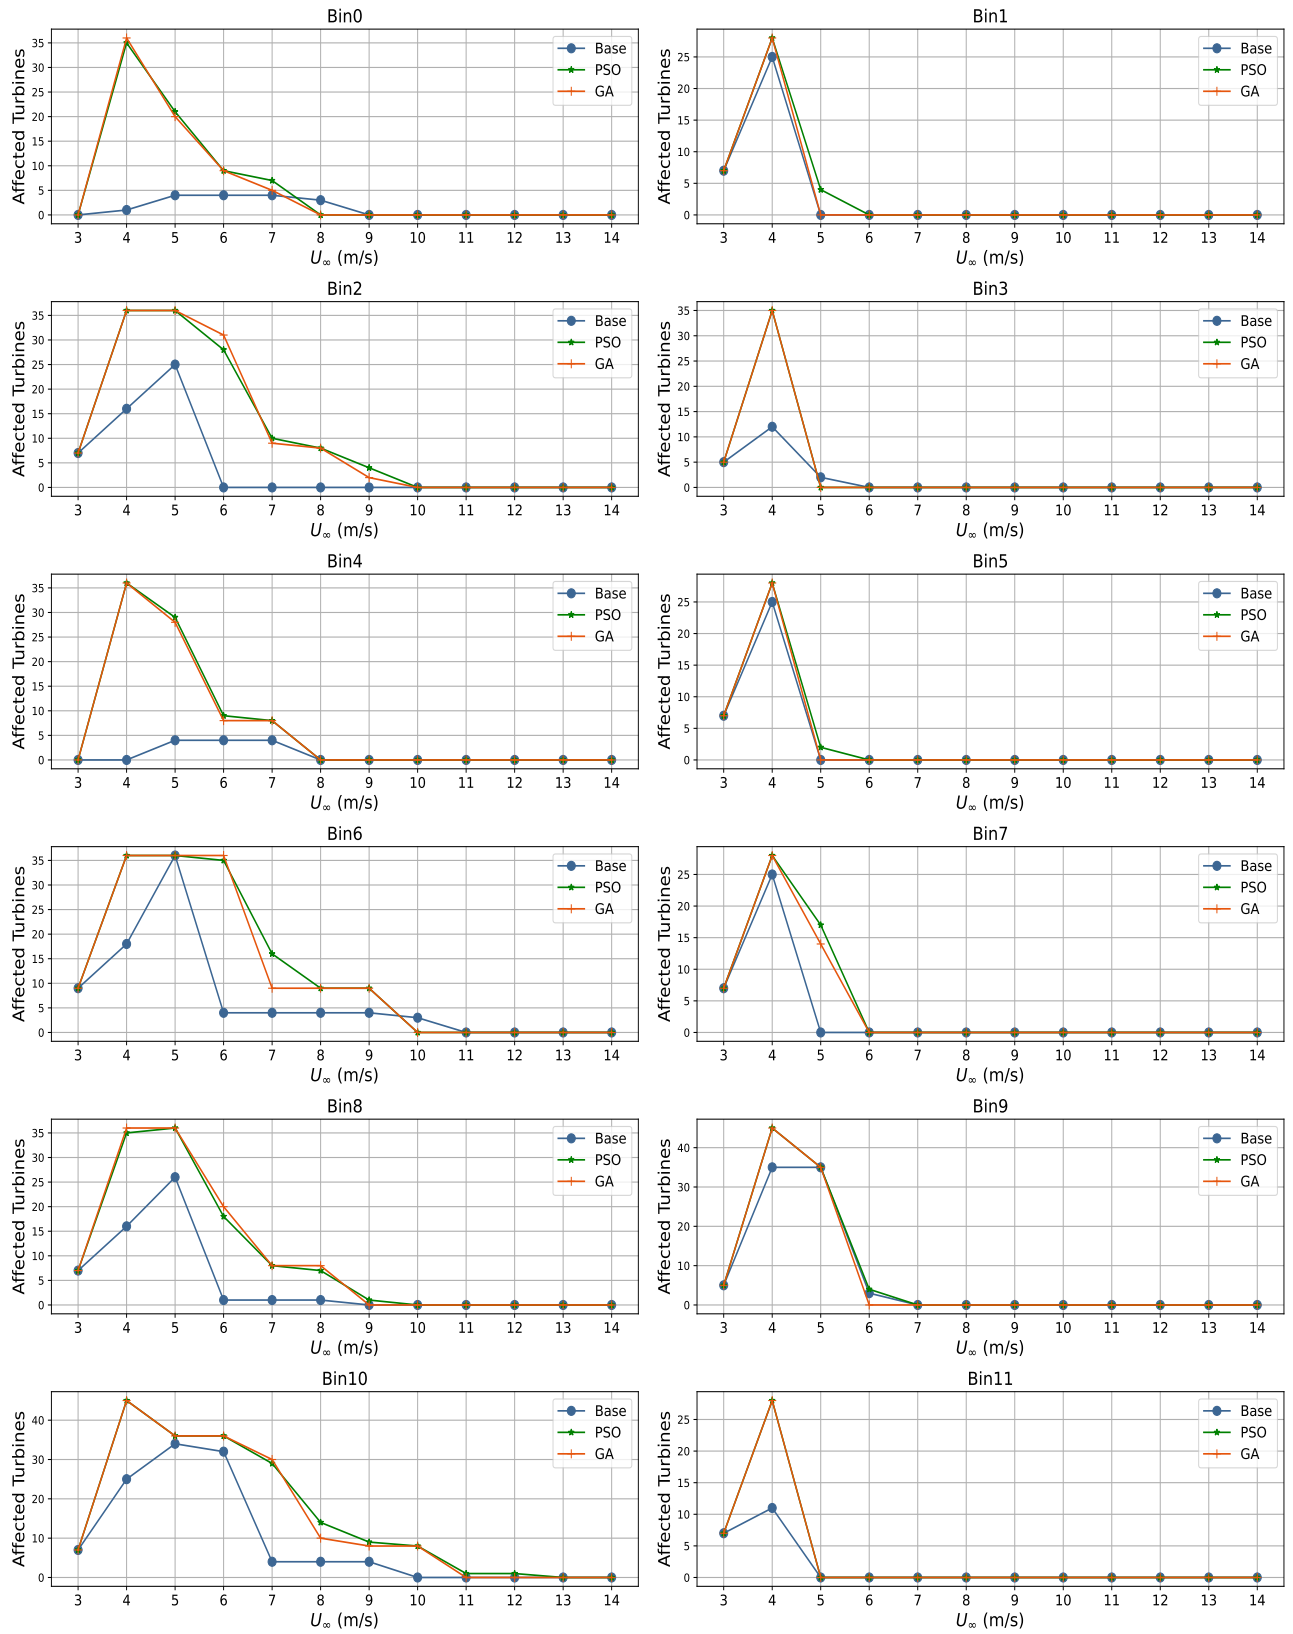 Bin0
Affected Turbines
35
30
25
20
15
10
5
0
Base
PSO
GA
3 4 5 6 7 8 9 10 11 12 13 14
U∞ (m/s)
Bin1
Affected Turbines
25
20
15
10
5
0
Base
PSO
GA
3 4 5 6 7 8 9 10 11 12 13 14
U∞ (m/s)
Bin2
Affected Turbines
35
30
25
20
15
10
5
0
Base
PSO
GA
3 4 5 6 7 8 9 10 11 12 13 14
U∞ (m/s)
Bin3
Affected Turbines
35
30
25
20
15
10
5
0
Base
PSO
GA
3 4 5 6 7 8 9 10 11 12 13 14
U∞ (m/s)
Bin4
Affected Turbines
35
30
25
20
15
10
5
0
Base
PSO
GA
3 4 5 6 7 8 9 10 11 12 13 14
U∞ (m/s)
Bin5
Affected Turbines
25
20
15
10
5
0
Base
PSO
GA
3 4 5 6 7 8 9 10 11 12 13 14
U∞ (m/s)
Bin6
Affected Turbines
35
30
25
20
15
10
5
0
Base
PSO
GA
3 4 5 6 7 8 9 10 11 12 13 14
U∞ (m/s)
Bin7
Affected Turbines
25
20
15
10
5
0
Base
PSO
GA
3 4 5 6 7 8 9 10 11 12 13 14
U∞ (m/s)
Bin8
Affected Turbines
35
30
25
20
15
10
5
0
Base
PSO
GA
3 4 5 6 7 8 9 10 11 12 13 14
U∞ (m/s)
Bin9
Affected Turbines
40
30
20
10
0
Base
PSO
GA
3 4 5 6 7 8 9 10 11 12 13 14
U∞ (m/s)
Bin10
Affected Turbines
40
30
20
10
0
Base
PSO
GA
3 4 5 6 7 8 9 10 11 12 13 14
U∞ (m/s)
Bin11
Affected Turbines
25
20
15
10
5
0
Base
PSO
GA
3 4 5 6 7 8 9 10 11 12 13 14
U∞ (m/s)